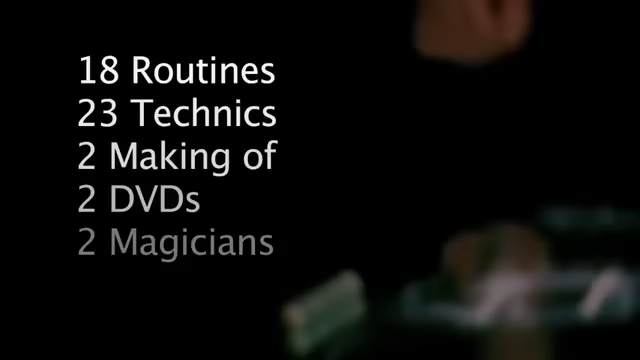 18 Routines
23 Technics
2 Making of
2 DVDs
2 Magicians